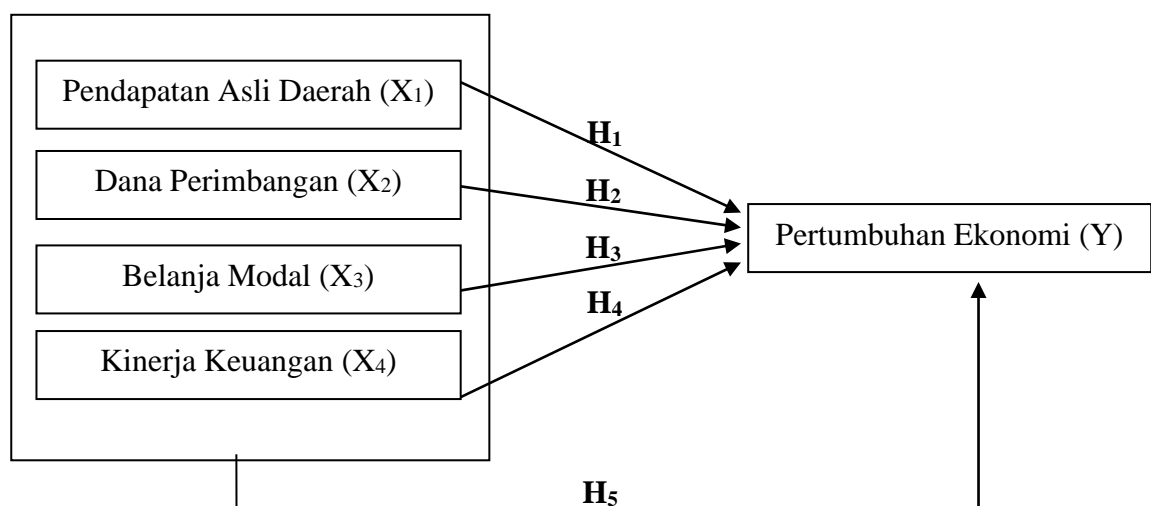 Pendapatan Asli Daerah (X₁)
H₁
Dana Perimbangan (X₂)
H₂
Pertumbuhan Ekonomi (Y)
H₃
Belanja Modal (X₃)
H₄
Kinerja Keuangan (X₄)
H₅